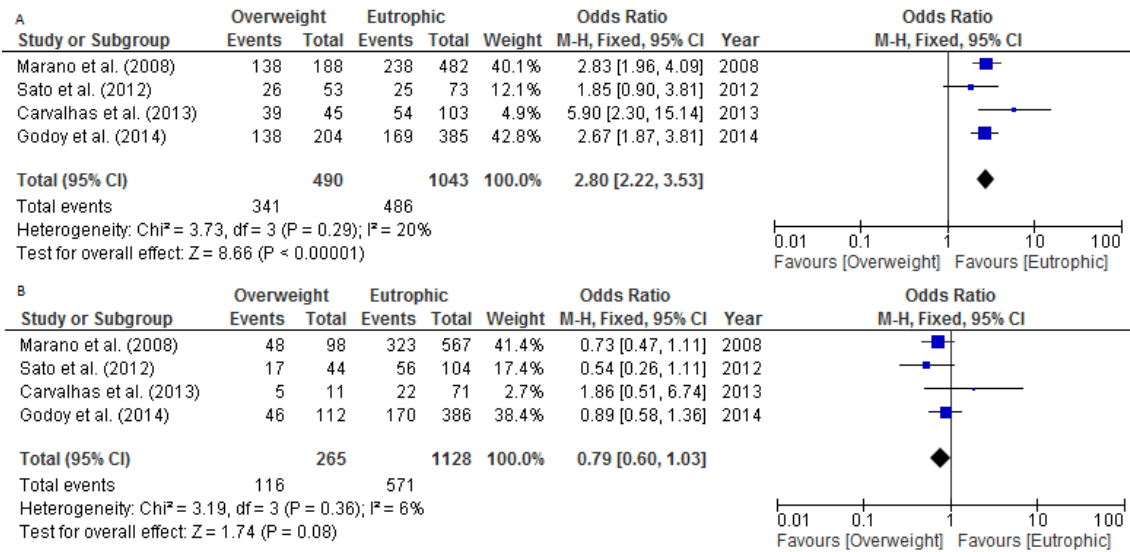 A
Overweight Eutrophic Odds Ratio Odds Ratio
Study or Subgroup Events Total Events Total Weight M-H, Fixed, 95% CI Year M-H, Fixed, 95% CI
Marano et al. (2008) 138 188 238 482 40.1% 2.83 [1.96, 4.09] 2008
Sato et al. (2012) 26 53 25 73 12.1% 1.85 [0.90, 3.81] 2012
Carvalhas et al. (2013) 39 45 54 103 4.9% 5.90 [2.30, 15.14] 2013
Godoy et al. (2014) 138 204 169 385 42.8% 2.67 [1.87, 3.81] 2014
Total (95% CI) 490 1043 100.0% 2.80 [2.22, 3.53]
Total events 341 486
Heterogeneity: Chi² = 3.73, df = 3 (P = 0.29); I² = 20%
Test for overall effect: Z = 8.66 (P < 0.00001)
0.01 0.1 1 10 100
Favours [Overweight] Favours [Eutrophic]
B
Overweight Eutrophic Odds Ratio Odds Ratio
Study or Subgroup Events Total Events Total Weight M-H, Fixed, 95% CI Year M-H, Fixed, 95% CI
Marano et al. (2008) 48 98 323 567 41.4% 0.73 [0.47, 1.11] 2008
Sato et al. (2012) 17 44 56 104 17.4% 0.54 [0.26, 1.11] 2012
Carvalhas et al. (2013) 5 11 22 71 2.7% 1.86 [0.51, 6.74] 2013
Godoy et al. (2014) 46 112 170 386 38.4% 0.89 [0.58, 1.36] 2014
Total (95% CI) 265 1128 100.0% 0.79 [0.60, 1.03]
Total events 116 571
Heterogeneity: Chi² = 3.19, df = 3 (P = 0.36); I² = 6%
Test for overall effect: Z = 1.74 (P = 0.08)
0.01 0.1 1 10 100
Favours [Overweight] Favours [Eutrophic]